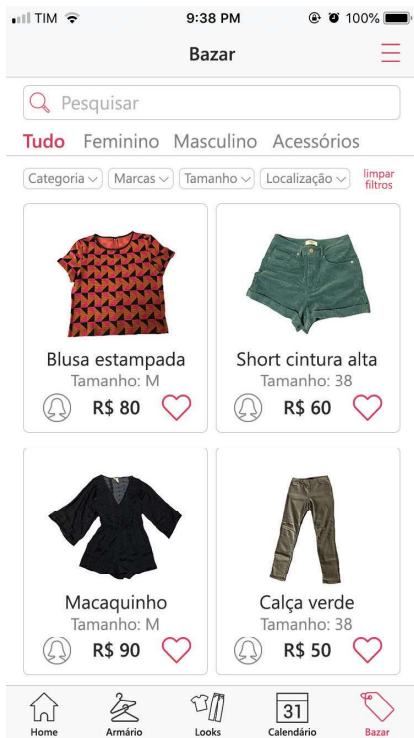 TIM 9:38 PM 100%
Bazar
Pesquisar
Tudo Feminino Masculino Acessórios
Categoria Marcas Tamanho Localização limpar filtros
Blusa estampada
Tamanho: M
R$ 80
Short cintura alta
Tamanho: 38
R$ 60
Macaquinho
Tamanho: M
R$ 90
Calça verde
Tamanho: 38
R$ 50
31
Home Armário Looks Calendário Bazar